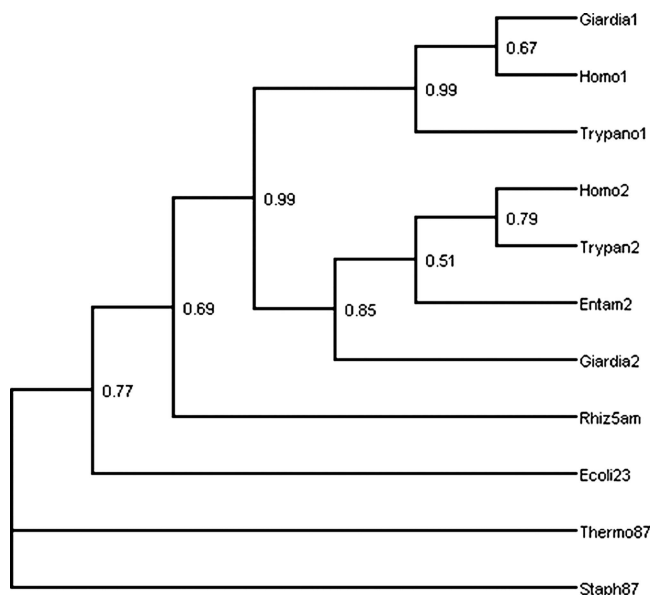 Giardia1
0.67
Homo1
0.99
Trypano1
Homo2
0.99
0.79
Trypan2
0.51
Entam2
0.69
0.85
Giardia2
0.77
Rhiz5am
Ecoli23
Thermo87
Staph87